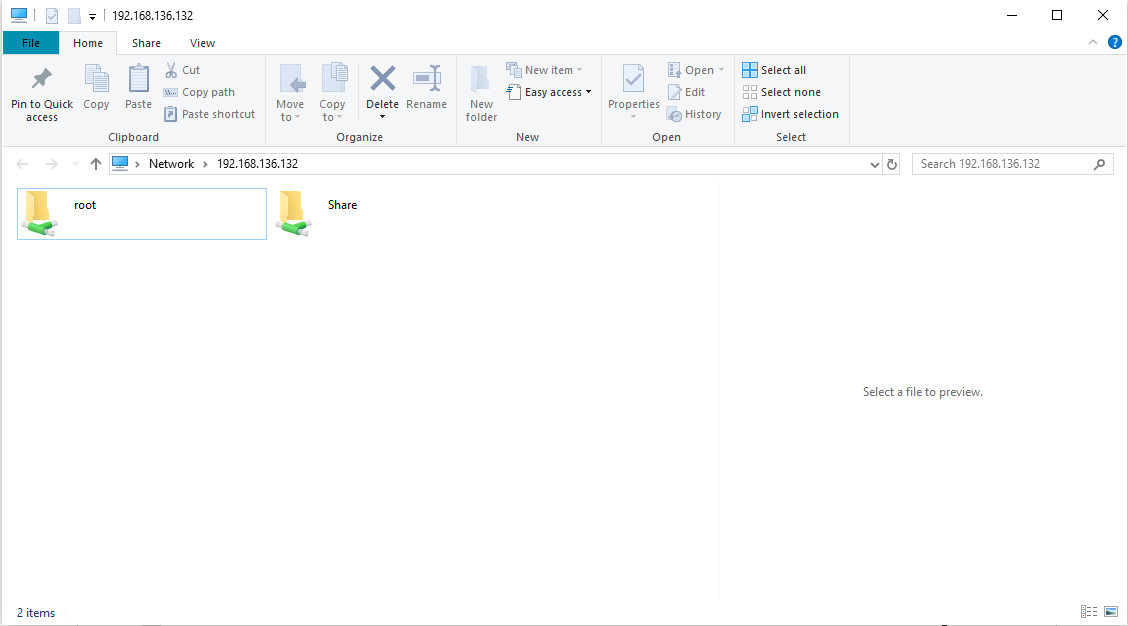 192.168.136.132
File Home Share View
Pin to Quick access
Copy
Paste
Cut
Copy path
Paste shortcut
Clipboard
Move to
Copy to
Delete
Rename
Organize
New folder
New item
Easy access
New
Properties
Open
Edit
History
Open
Select all
Select none
Invert selection
Select
Network > 192.168.136.132
Search 192.168.136.132
root
Share
Select a file to preview.
2 items